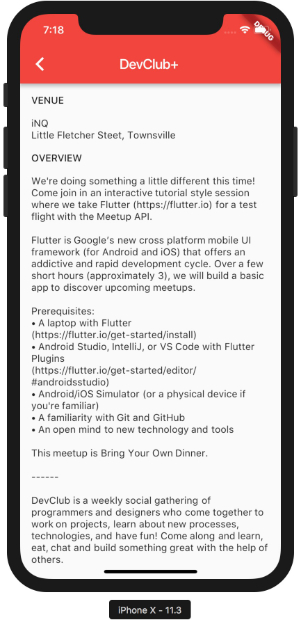 7:18
DEBUG
DevClub+
VENUE
iNQ
Little Fletcher Steet, Townsville
OVERVIEW
We're doing something a little different this time!
Come join in an interactive tutorial style session
where we take Flutter (https://flutter.io) for a test
flight with the Meetup API.
Flutter is Google's new cross platform mobile UI
framework (for Android and iOS) that offers an
addictive and rapid development cycle. Over a few
short hours (approximately 3), we will build a basic
app to discover upcoming meetups.
Prerequisites:
• A laptop with Flutter
(https://flutter.io/get-started/install)
• Android Studio, IntelliJ, or VS Code with Flutter
Plugins
(https://flutter.io/get-started/editor/
#androidsstudio)
• Android/iOS Simulator (or a physical device if
you're familiar)
• A familiarity with Git and GitHub
• An open mind to new technology and tools
This meetup is Bring Your Own Dinner.
------
DevClub is a weekly social gathering of
programmers and designers who come together to
work on projects, learn about new processes,
technologies, and have fun! Come along and learn,
eat, chat and build something great with the help of
others.
iPhone X - 11.3